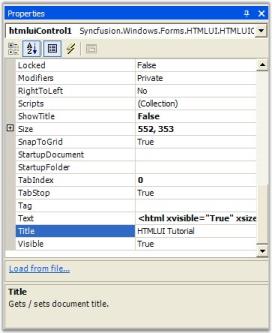 Properties
htmluiControl1 Syncfusion.Windows.Forms.HTMLUI.HTMLUIC
Locked False
Modifiers Private
RightToLeft No
Scripts (Collection)
ShowTitle False
Size 552, 353
SnapToGrid True
StartupDocument
StartupFolder
TabIndex 0
TabStop True
Tag
Text <html xvisible="True" xsize
Title HTMLUI Tutorial
Visible True
Load from file...
Title
Gets / sets document title.